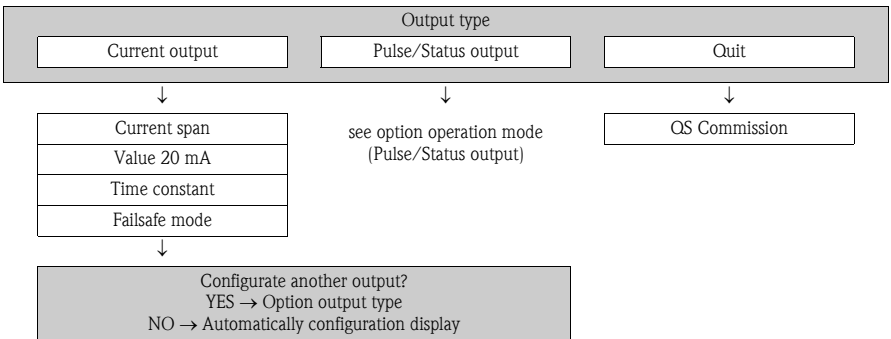 Output type
Current output
Pulse/Status output
Quit
↓
↓
↓
Current span
Value 20 mA
Time constant
Failsafe mode
see option operation mode
(Pulse/Status output)
QS Commission
↓
Configurate another output?
YES → Option output type
NO → Automatically configuration display